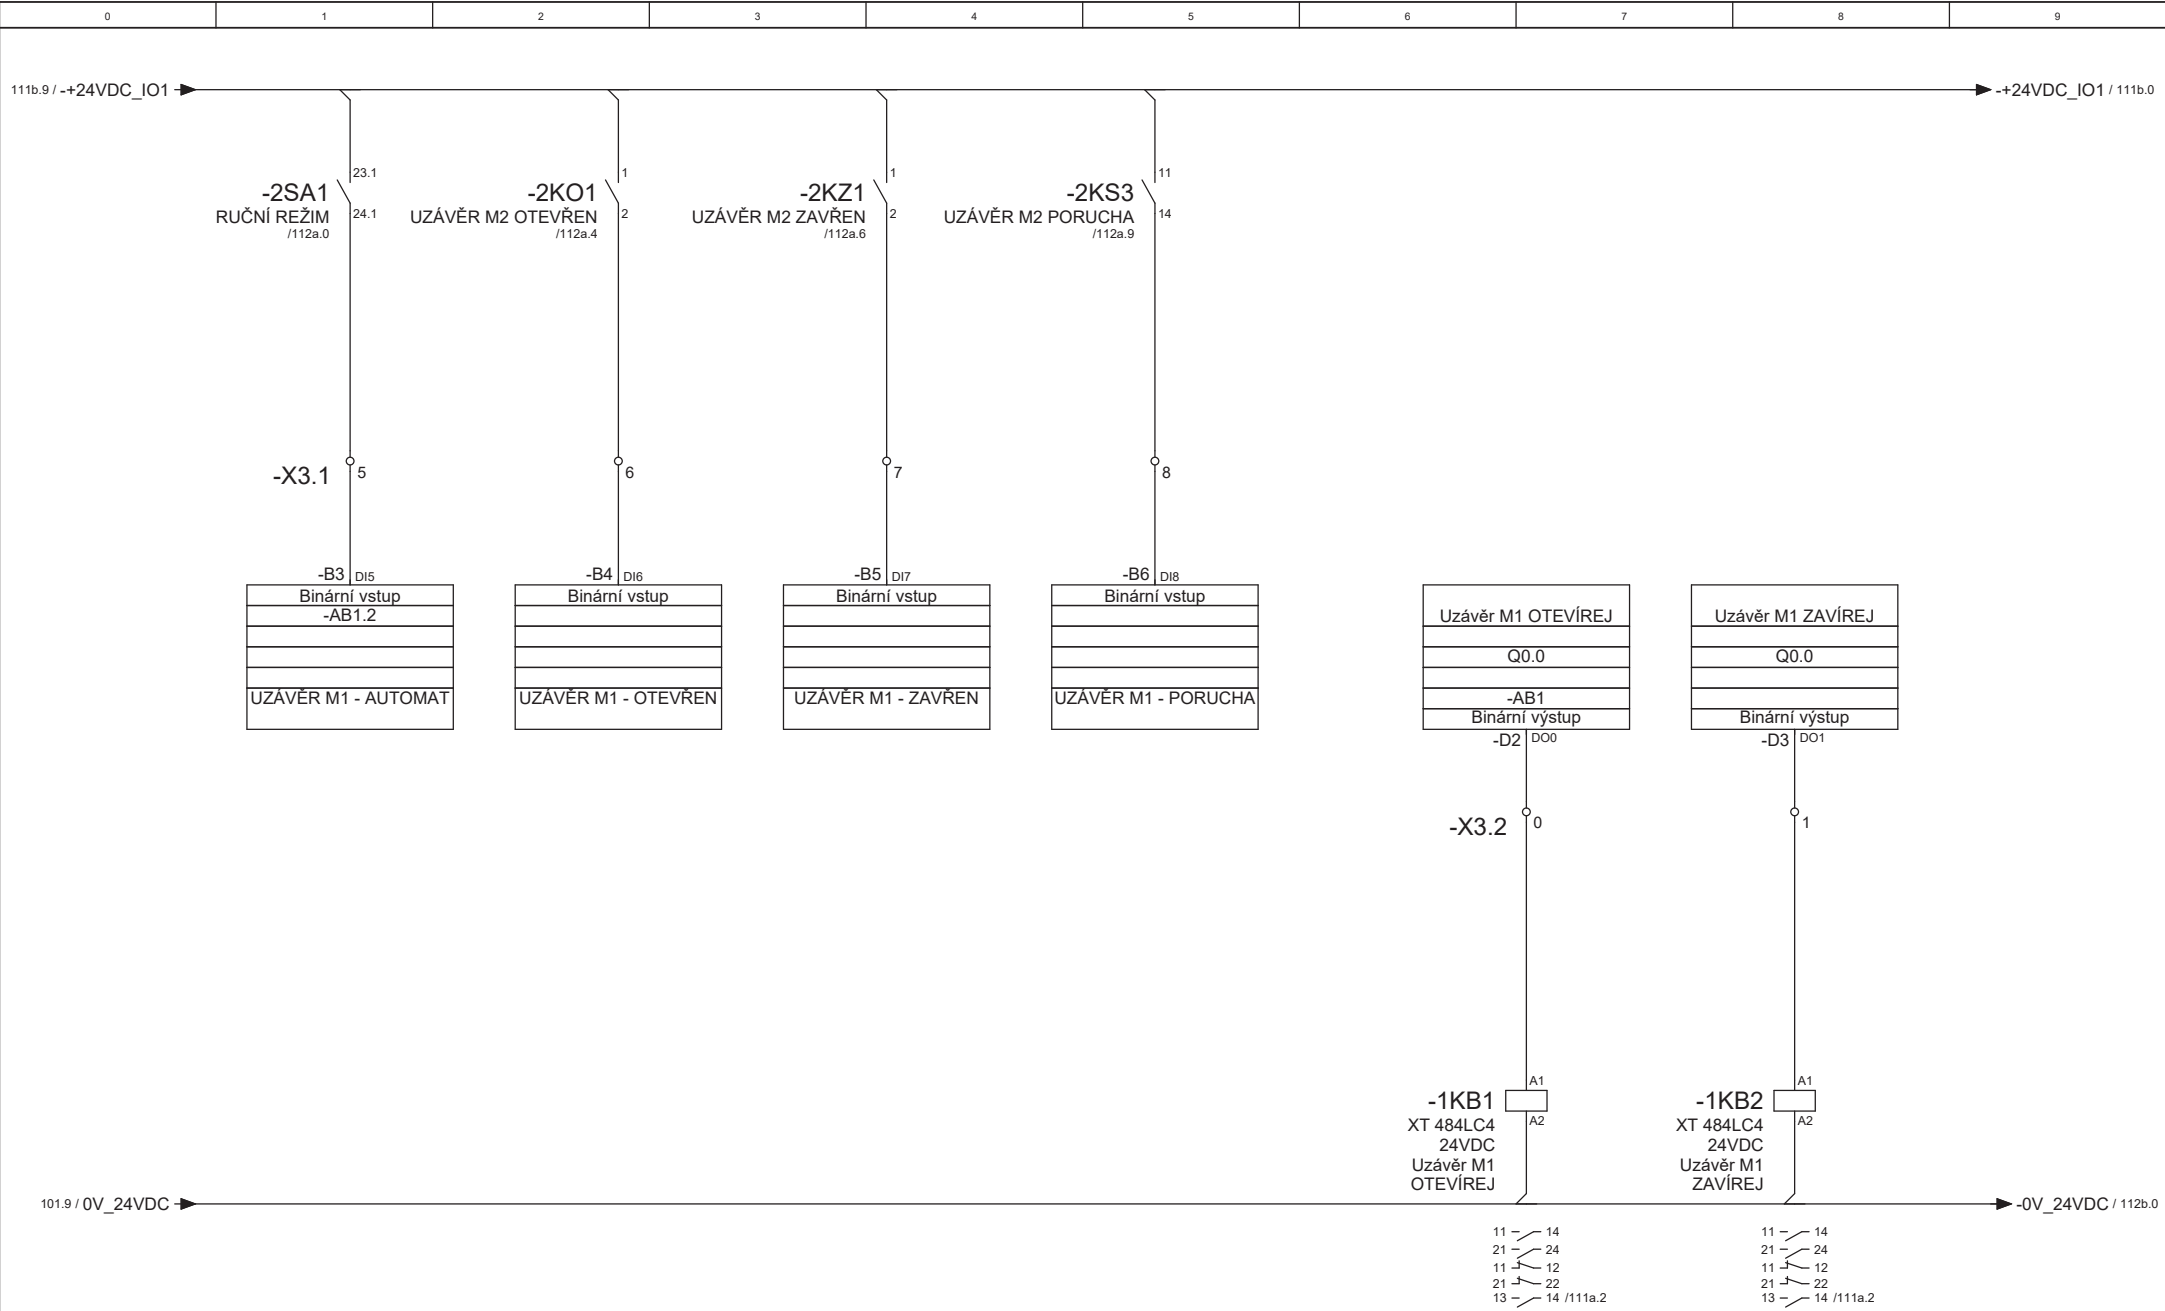 0 1 2 3 4 5 6 7 8 9
111b.9 / -+24VDC_IO1
-+24VDC_IO1 / 111b.0
23.1
-2SA1
RUČNÍ REŽIM
24.1
/112a.0
1
-2KO1
UZÁVĚR M2 OTEVŘEN
2
/112a.4
1
-2KZ1
UZÁVĚR M2 ZAVŘEN
2
/112a.6
11
-2KS3
UZÁVĚR M2 PORUCHA
14
/112a.9
-X3.1 5 6 7 8
-B3 DI5
Binární vstup
-AB1.2
UZÁVĚR M1 - AUTOMAT
-B4 DI6
Binární vstup
UZÁVĚR M1 - OTEVŘEN
-B5 DI7
Binární vstup
UZÁVĚR M1 - ZAVŘEN
-B6 DI8
Binární vstup
UZÁVĚR M1 - PORUCHA
Uzávěr M1 OTEVÍREJ
Q0.0
-AB1
Binární výstup
-D2 DO0
Uzávěr M1 ZAVÍREJ
Q0.0
Binární výstup
-D3 DO1
-X3.2 0 1
A1
-1KB1
A2
XT 484LC4
24VDC
Uzávěr M1
OTEVÍREJ
A1
-1KB2
A2
XT 484LC4
24VDC
Uzávěr M1
ZAVÍREJ
101.9 / 0V_24VDC
-0V_24VDC / 112b.0
11 14
21 24
11 12
21 22
13 14 /111a.2
11 14
21 24
11 12
21 22
13 14 /111a.2